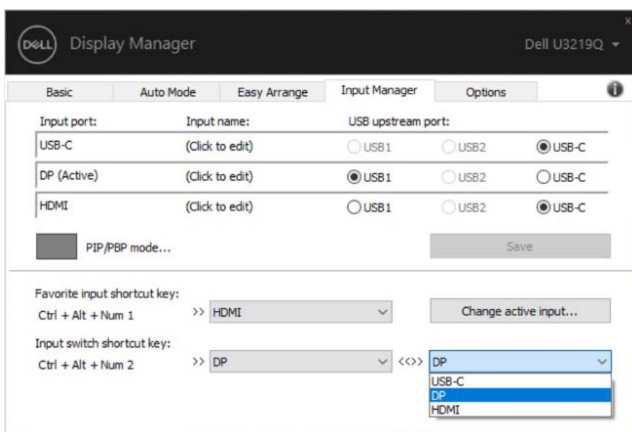 DELL Display Manager Dell U3219Q
x
Basic Auto Mode Easy Arrange Input Manager Options i
Input port: Input name: USB upstream port:
USB-C (Click to edit) USB1 USB2 USB-C
DP (Active) (Click to edit) USB1 USB2 USB-C
HDMI (Click to edit) USB1 USB2 USB-C
PIP/PBP mode... Save
Favorite input shortcut key:
Ctrl + Alt + Num 1 >> HDMI Change active input...
Input switch shortcut key:
Ctrl + Alt + Num 2 >> DP <<>> DP
USB-C
DP
HDMI